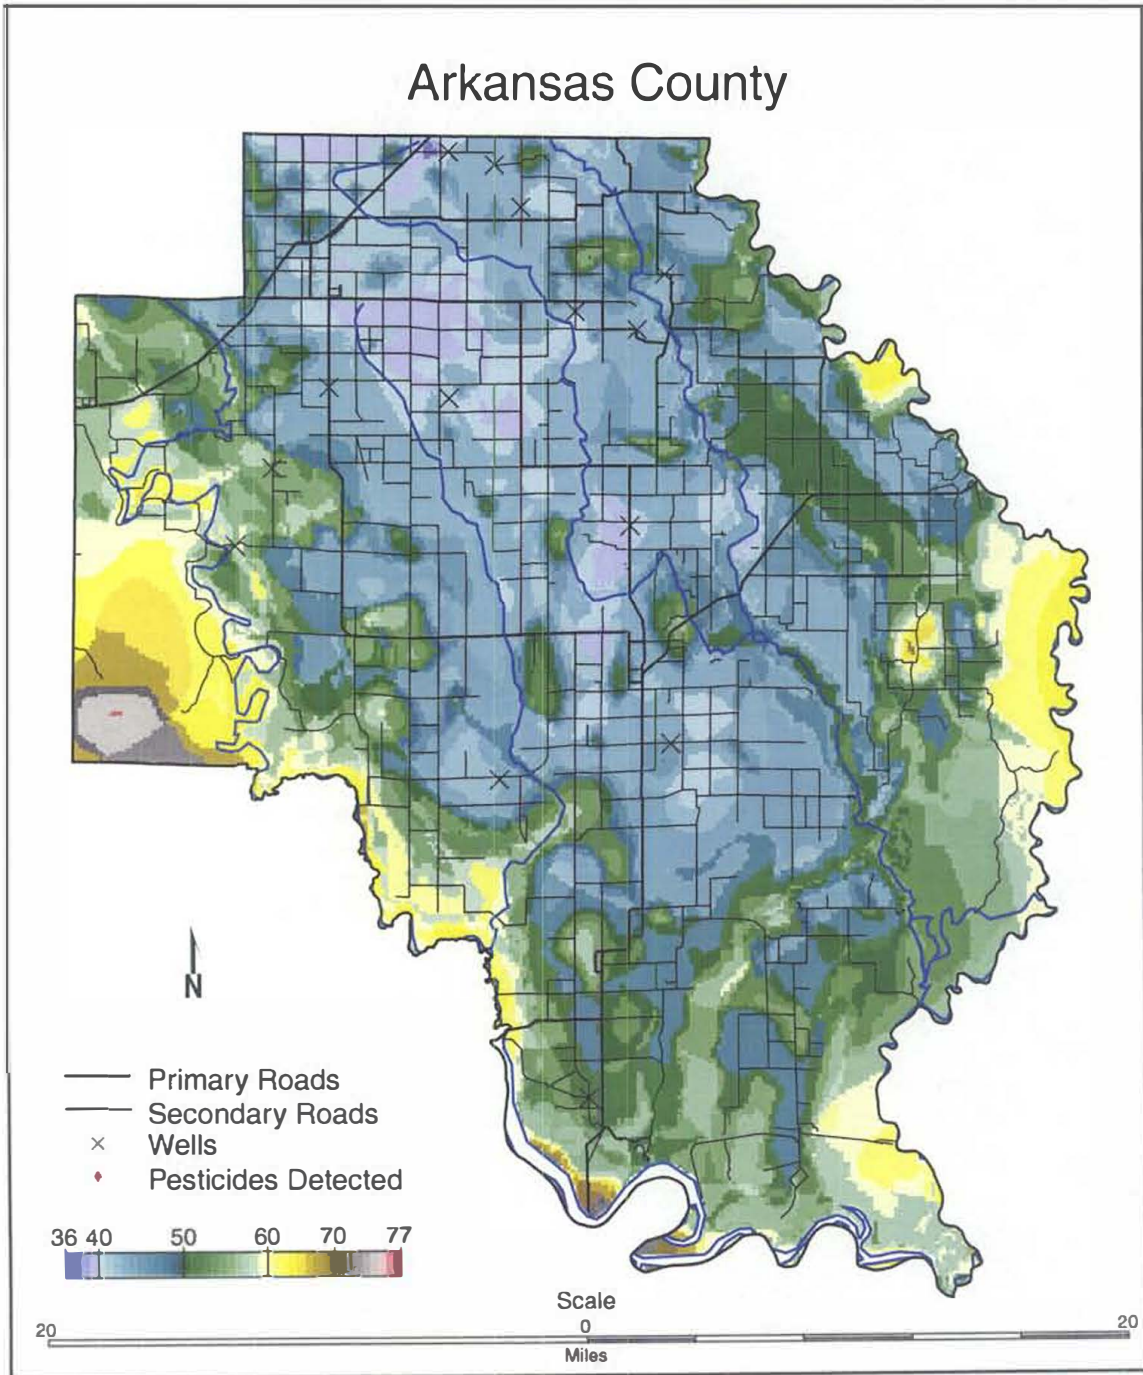 Arkansas County
N
Primary Roads
Secondary Roads
Wells
Pesticides Detected
36 40 50 60 70 77
Scale
20 0 20
Miles